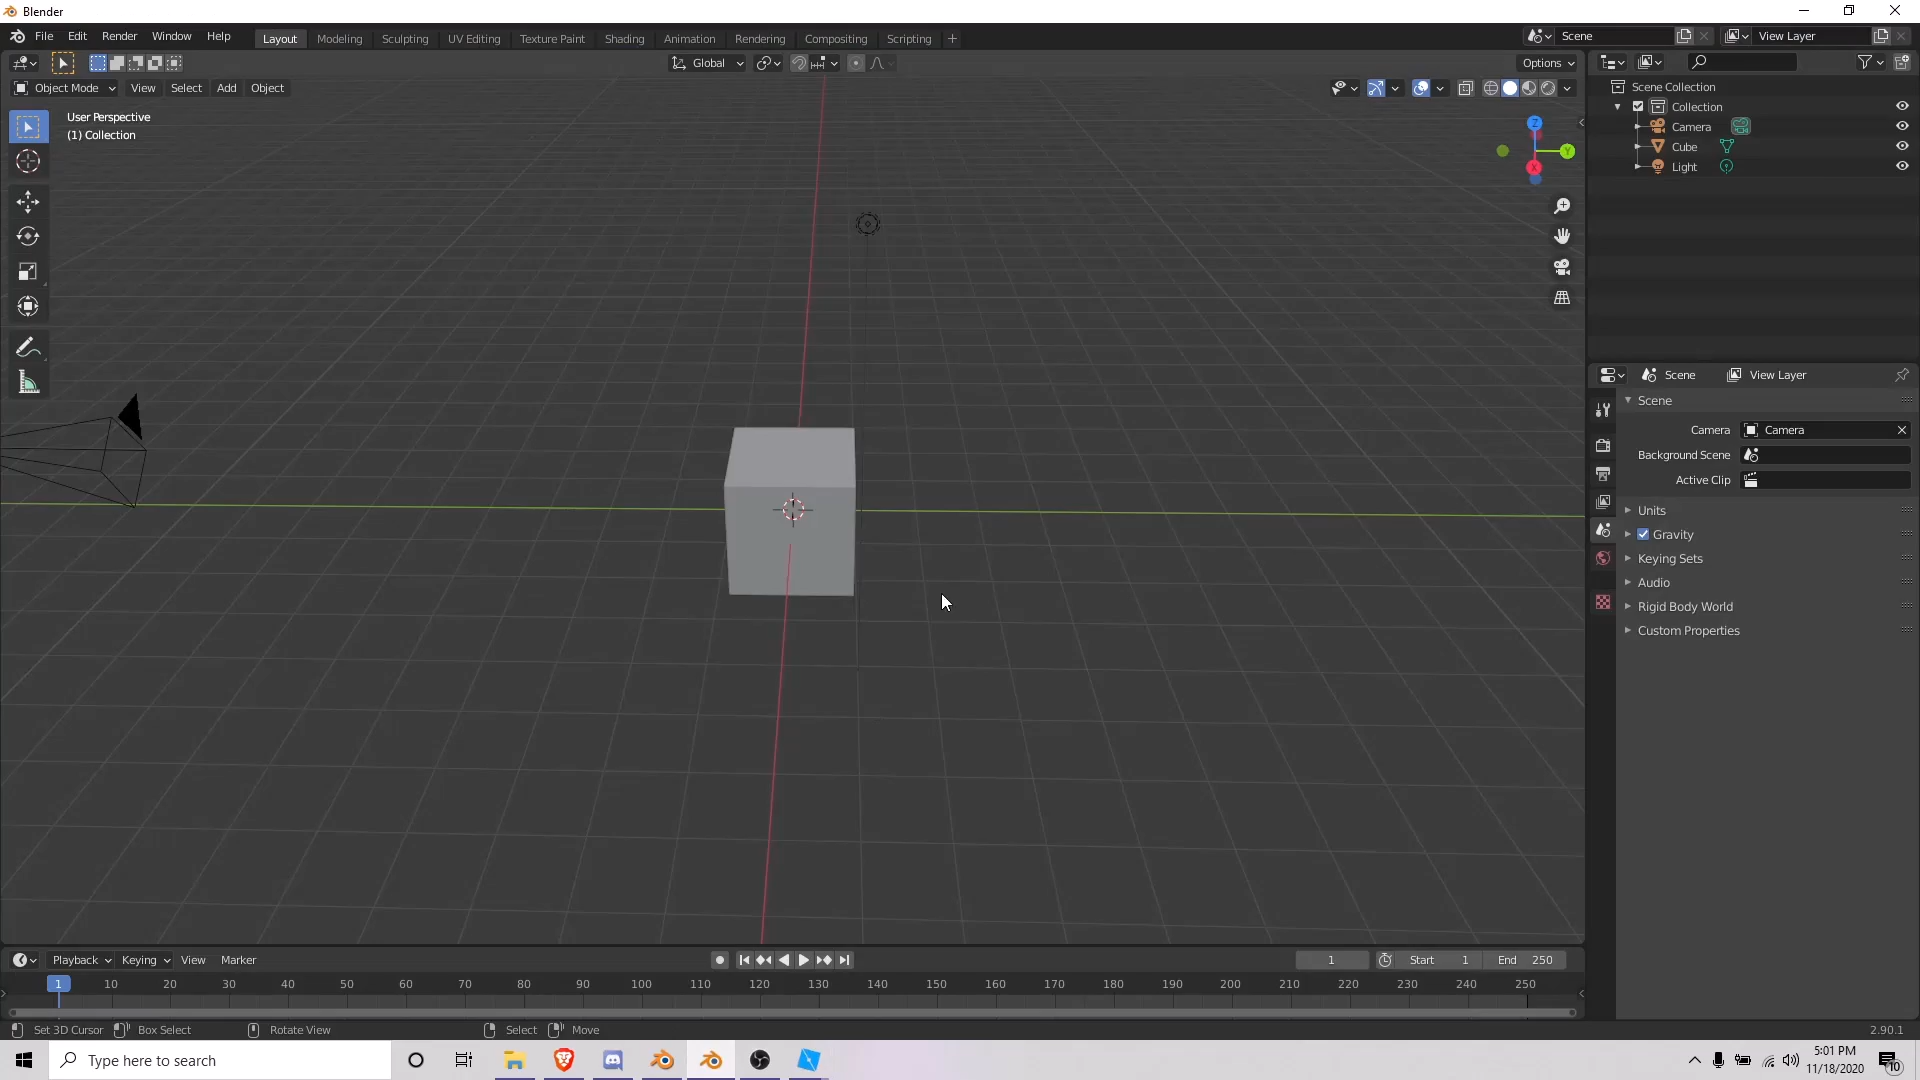 Blender
File Edit Render Window Help
Layout Modeling Sculpting UV Editing Texture Paint Shading Animation Rendering Compositing Scripting +
Scene
View Layer
Global
Options
Object Mode View Select Add Object
User Perspective
(1) Collection
Z
Y
X
Scene Collection
Collection
Camera
Cube
Light
Scene View Layer
Scene
Camera Camera
Background Scene
Active Clip
Units
Gravity
Keying Sets
Audio
Rigid Body World
Custom Properties
Playback Keying View Marker
1 Start 1 End 250
1 10 20 30 40 50 60 70 80 90 100 110 120 130 140 150 160 170 180 190 200 210 220 230 240 250
Set 3D Cursor Box Select Rotate View Select Move
2.90.1
Type here to search
5:01 PM
11/18/2020
10